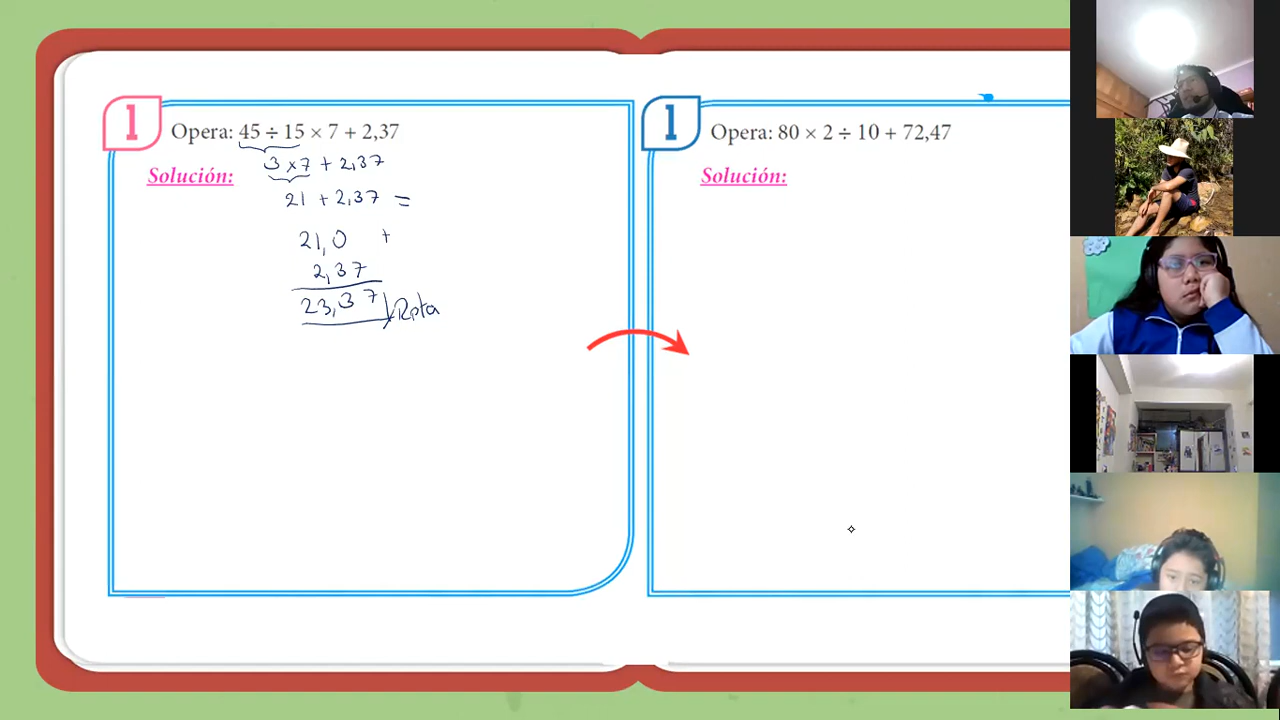 1
Opera: 45 ÷ 15 × 7 + 2,37
3 x 7 + 2,37
Solución:
21 + 2,37 =
21,0 +
2,37
23,37 Rpta
1
Opera: 80 × 2 ÷ 10 + 72,47
Solución: